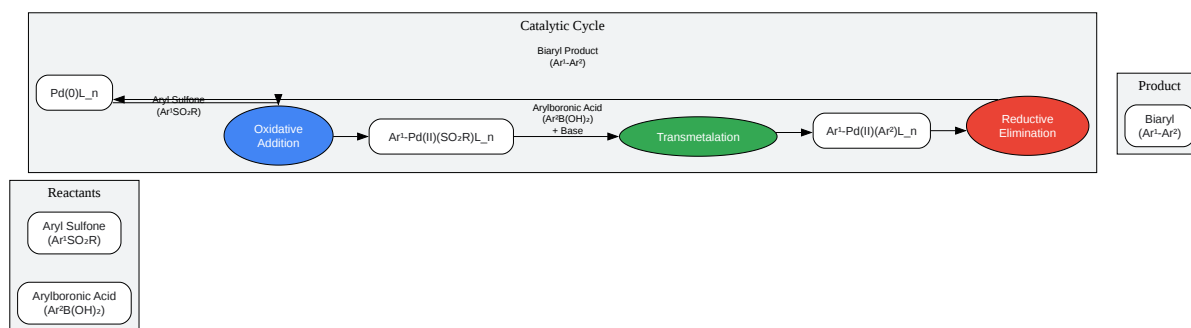 Catalytic Cycle
Biaryl Product
(Ar¹-Ar²)
Pd(0)L_n
Aryl Sulfone
(Ar¹SO₂R)
Oxidative
Addition
Ar¹-Pd(II)(SO₂R)L_n
Arylboronic Acid
(Ar²B(OH)₂)
+ Base
Transmetalation
Ar¹-Pd(II)(Ar²)L_n
Reductive
Elimination
Product
Biaryl
(Ar¹-Ar²)
Reactants
Aryl Sulfone
(Ar¹SO₂R)
Arylboronic Acid
(Ar²B(OH)₂)